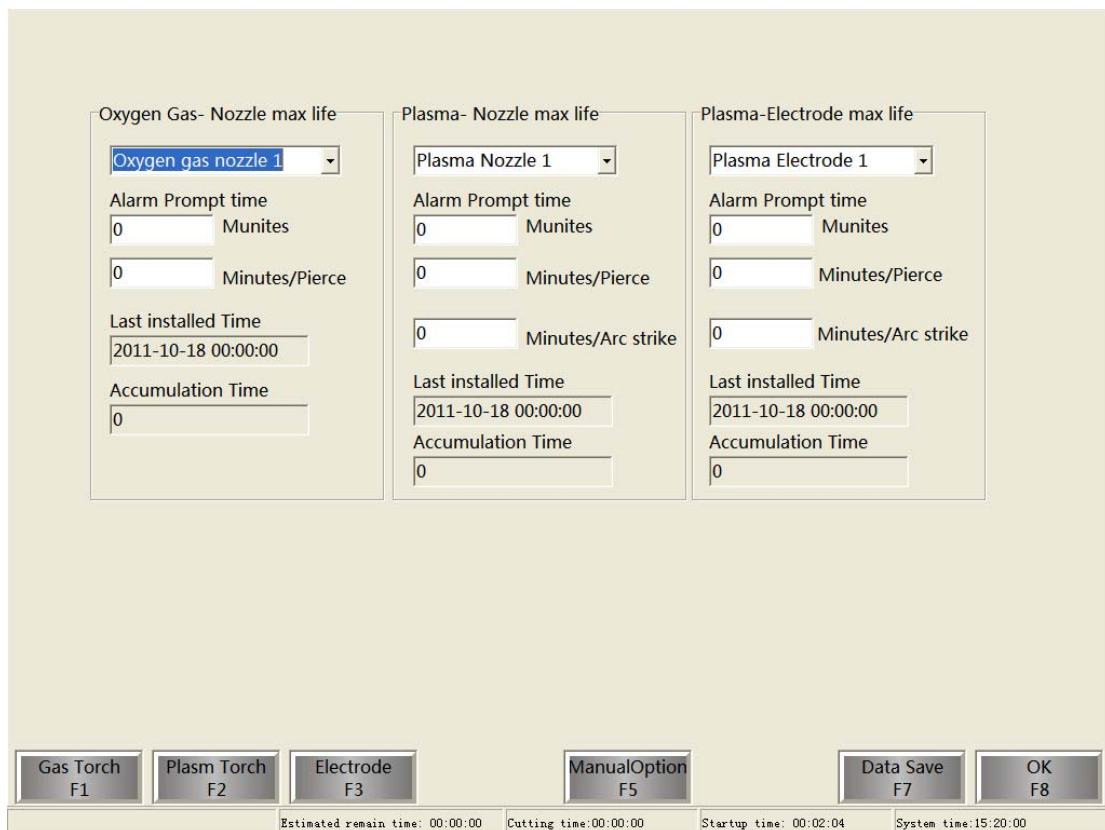 Oxygen Gas- Nozzle max life
Oxygen gas nozzle 1
Alarm Prompt time
0 Munites
0 Minutes/Pierce
Last installed Time
2011-10-18 00:00:00
Accumulation Time
0
Plasma- Nozzle max life
Plasma Nozzle 1
Alarm Prompt time
0 Munites
0 Minutes/Pierce
0 Minutes/Arc strike
Last installed Time
2011-10-18 00:00:00
Accumulation Time
0
Plasma-Electrode max life
Plasma Electrode 1
Alarm Prompt time
0 Munites
0 Minutes/Pierce
0 Minutes/Arc strike
Last installed Time
2011-10-18 00:00:00
Accumulation Time
0
Gas Torch
F1
Plasm Torch
F2
Electrode
F3
ManualOption
F5
Data Save
F7
OK
F8
Estimated remain time: 00:00:00 Cutting time:00:00:00 Startup time: 00:02:04 System time:15:20:00